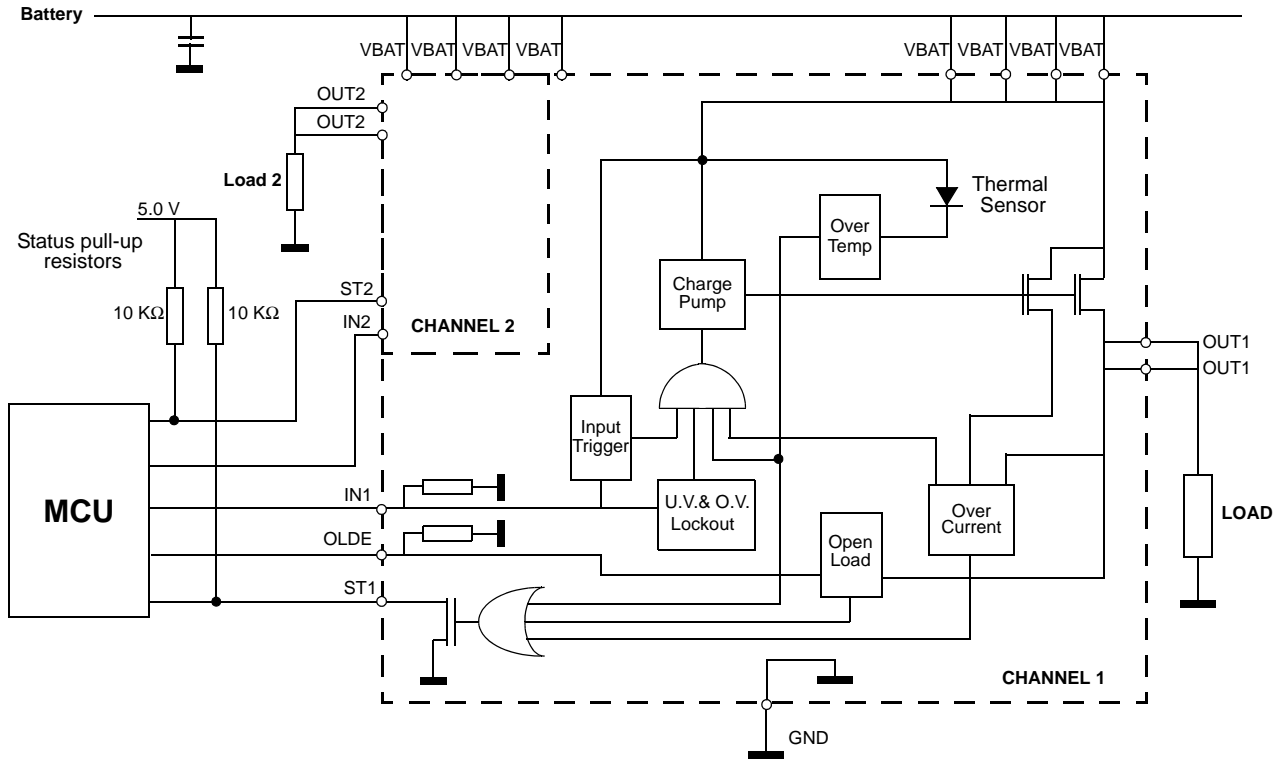 Battery
VBAT VBAT VBAT VBAT
VBAT VBAT VBAT VBAT
OUT2
OUT2
Load 2
5.0 V
Status pull-up
resistors
10 KΩ
10 KΩ
ST2
IN2
CHANNEL 2
Thermal
Sensor
Over
Temp
Charge
Pump
OUT1
OUT1
Input
Trigger
MCU
IN1
U.V.& O.V.
Lockout
Over
Current
LOAD
OLDE
Open
Load
ST1
CHANNEL 1
GND